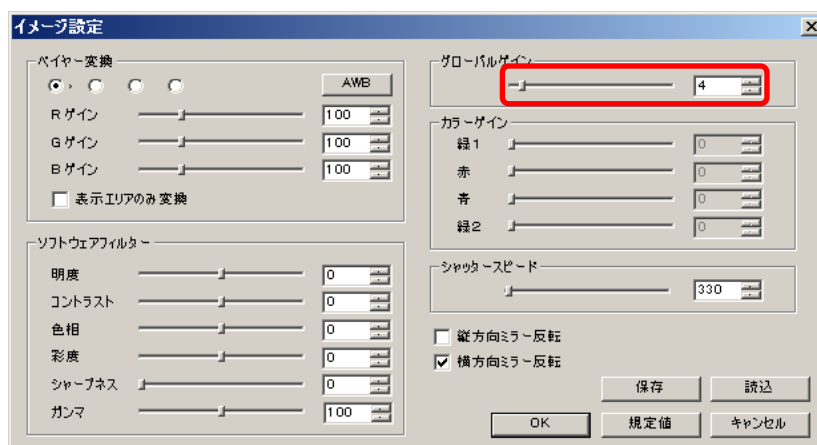 イメージ設定
ベイヤー変換
AWB
Rゲイン 100
Gゲイン 100
Bゲイン 100
表示エリアのみ変換
ソフトウェアフィルター
明度 0
コントラスト 0
色相 0
彩度 0
シャープネス 0
ガンマ 100
グローバルゲイン
4
カラーゲイン
緑1 0
赤 0
青 0
緑2 0
シャッタースピード
330
縦方向ミラー反転
横方向ミラー反転
保存 読込
OK 規定値 キャンセル